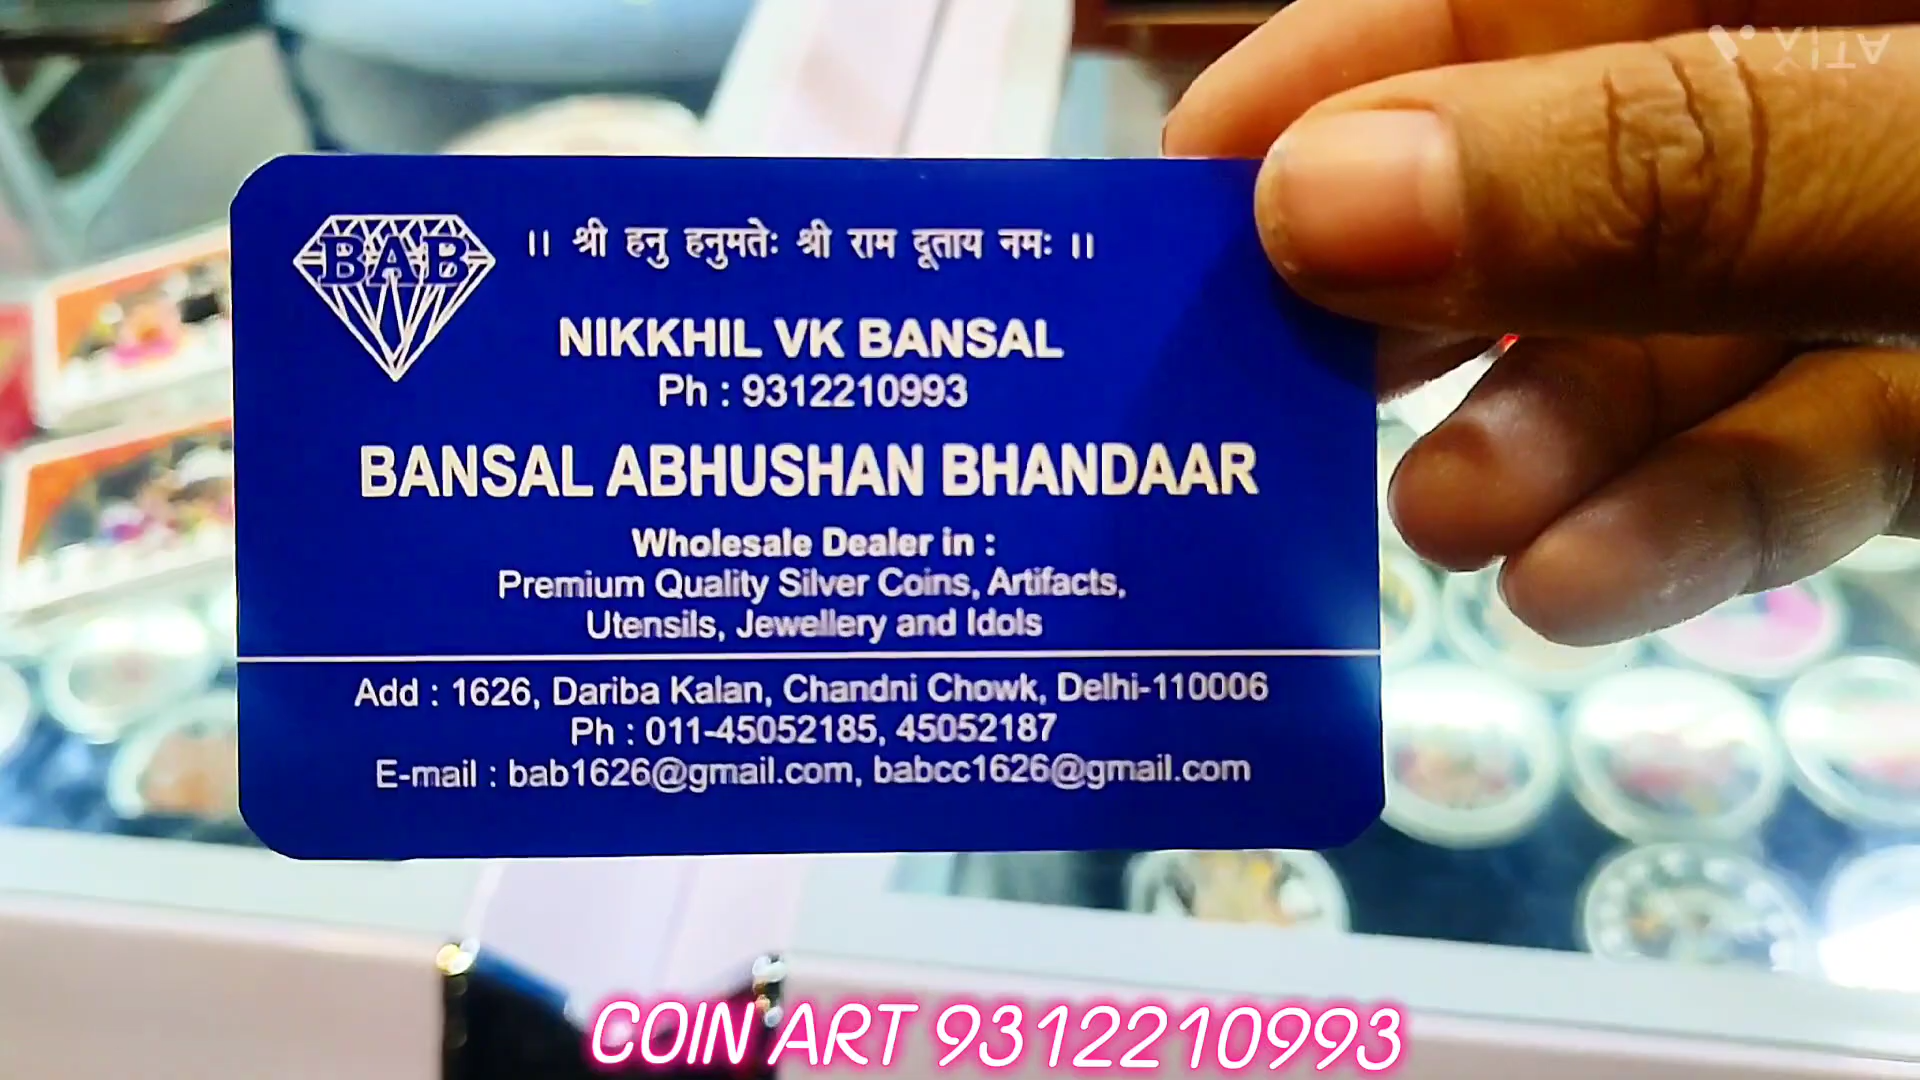 BAB
।। श्री हनु हनुमतेः श्री राम दूताय नमः ।।
NIKKHIL VK BANSAL
Ph : 9312210993
BANSAL ABHUSHAN BHANDAAR
Wholesale Dealer in :
Premium Quality Silver Coins, Artifacts,
Utensils, Jewellery and Idols
Add : 1626, Dariba Kalan, Chandni Chowk, Delhi-110006
Ph : 011-45052185, 45052187
E-mail : bab1626@gmail.com, babcc1626@gmail.com
COIN ART 9312210993